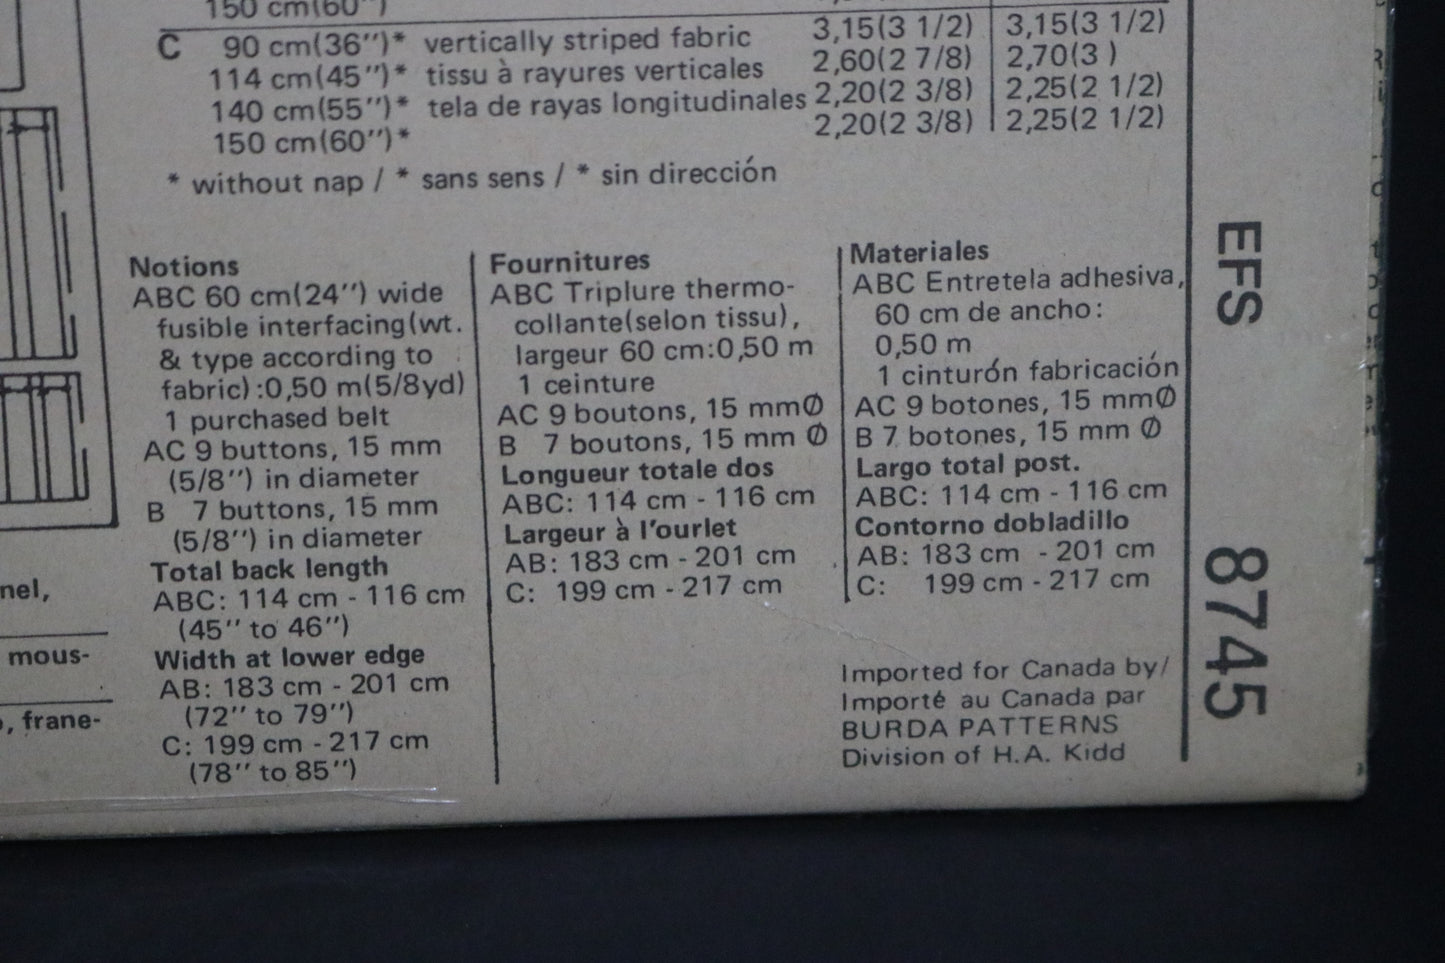 150 cm(60'')
C 90 cm(36'')* vertically striped fabric 3,15(3 1/2) 3,15(3 1/2)
114 cm(45'')* tissu à rayures verticales 2,60(2 7/8) 2,70(3 )
140 cm(55'')* tela de rayas longitudinales 2,20(2 3/8) 2,25(2 1/2)
150 cm(60'')* 2,20(2 3/8) 2,25(2 1/2)
* without nap / * sans sens / * sin dirección
Notions
ABC 60 cm(24'') wide
fusible interfacing(wt.
& type according to
fabric):0,50 m(5/8yd)
1 purchased belt
AC 9 buttons, 15 mm
(5/8'') in diameter
B 7 buttons, 15 mm
(5/8'') in diameter
Total back length
ABC: 114 cm - 116 cm
(45'' to 46'')
Width at lower edge
AB: 183 cm - 201 cm
(72'' to 79'')
C: 199 cm - 217 cm
(78'' to 85'')
Fournitures
ABC Triplure thermo-
collante(selon tissu),
largeur 60 cm:0,50 m
1 ceinture
AC 9 boutons, 15 mmØ
B 7 boutons, 15 mm Ø
Longueur totale dos
ABC: 114 cm - 116 cm
Largeur à l'ourlet
AB: 183 cm - 201 cm
C: 199 cm - 217 cm
Materiales
ABC Entretela adhesiva,
60 cm de ancho:
0,50 m
1 cinturón fabricación
AC 9 botones, 15 mmØ
B 7 botones, 15 mm Ø
Largo total post.
ABC: 114 cm - 116 cm
Contorno dobladillo
AB: 183 cm - 201 cm
C: 199 cm - 217 cm
Imported for Canada by/
Importé au Canada par
BURDA PATTERNS
Division of H.A. Kidd
EFS 8745
nel,
mous-
, frane-